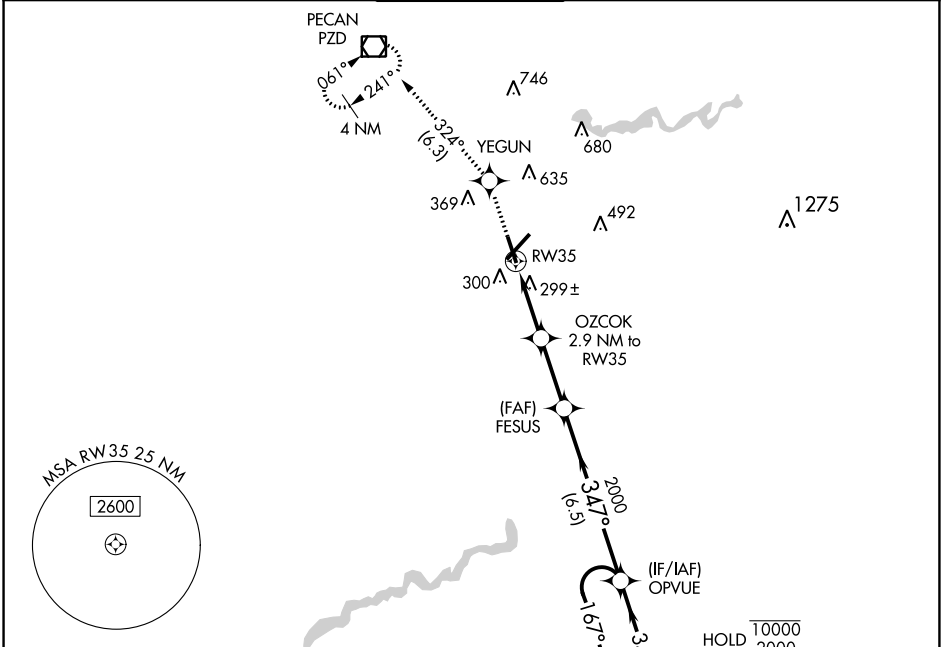 PECAN
PZD
061°
241°
4 NM
324°
(6.3)
746
680
YEGUN
635
369
492
1275
RW35
300
299±
OZCOK
2.9 NM to
RW35
(FAF)
FESUS
MSA RW35 25 NM
2600
2000
347°
(6.5)
(IF/IAF)
OPVUE
167°
HOLD
10000